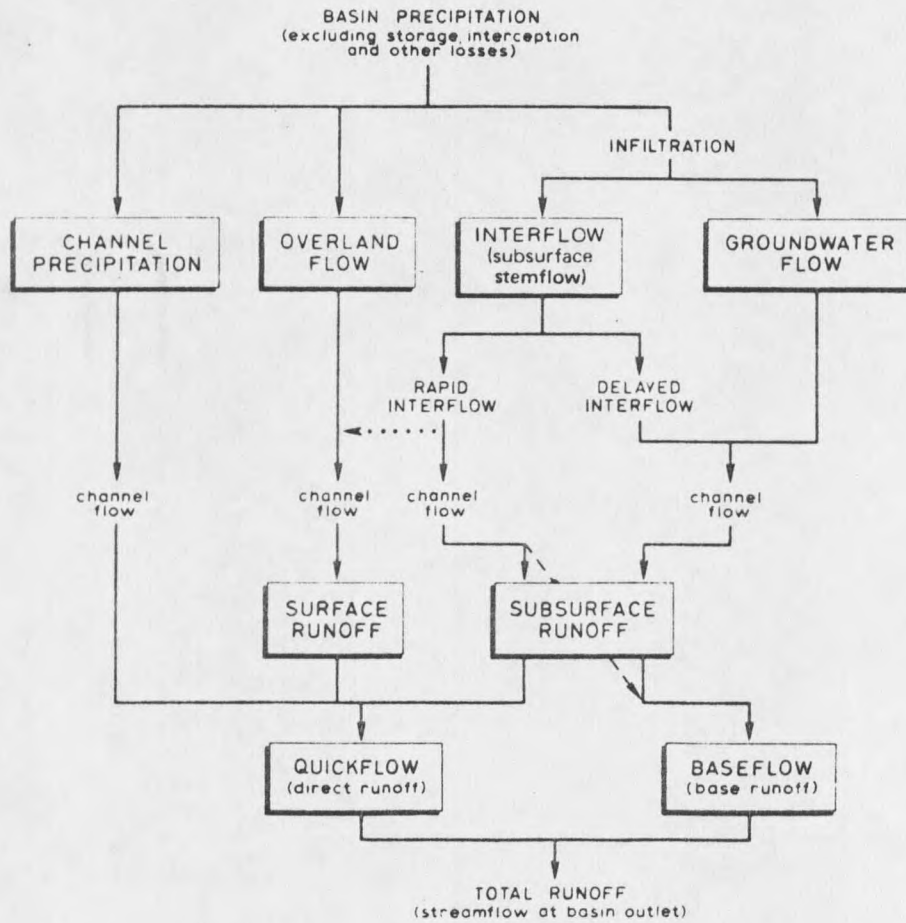 BASIN PRECIPITATION
(excluding storage, interception
and other losses)
INFILTRATION
CHANNEL
PRECIPITATION
OVERLAND
FLOW
INTERFLOW
(subsurface
stemflow)
GROUNDWATER
FLOW
RAPID
INTERFLOW
DELAYED
INTERFLOW
channel
flow
channel
flow
channel
flow
channel
flow
SURFACE
RUNOFF
SUBSURFACE
RUNOFF
QUICKFLOW
(direct runoff)
BASEFLOW
(base runoff)
TOTAL RUNOFF
(streamflow at basin outlet)